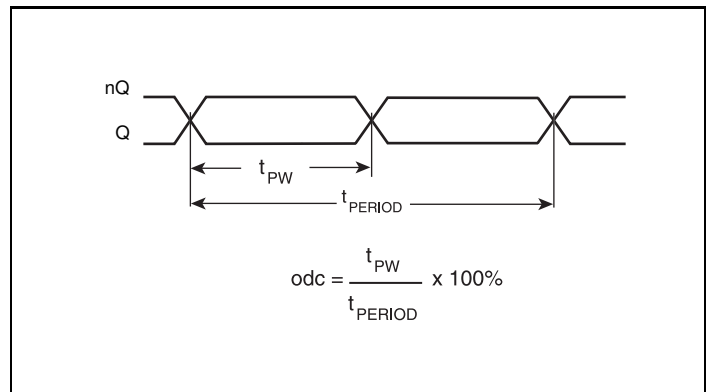 nQ
Q
tPW
tPERIOD
odc = tPW / tPERIOD x 100%